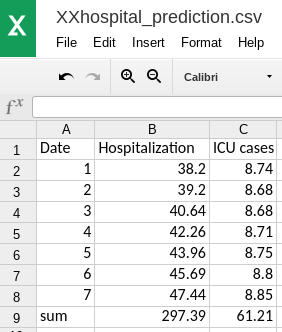 X
XXhospital_prediction.csv
File Edit Insert Format Help
Calibri
fx
A B C
1 Date Hospitalization ICU cases
2 1 38.2 8.74
3 2 39.2 8.68
4 3 40.64 8.68
5 4 42.26 8.71
6 5 43.96 8.75
7 6 45.69 8.8
8 7 47.44 8.85
9 sum 297.39 61.21